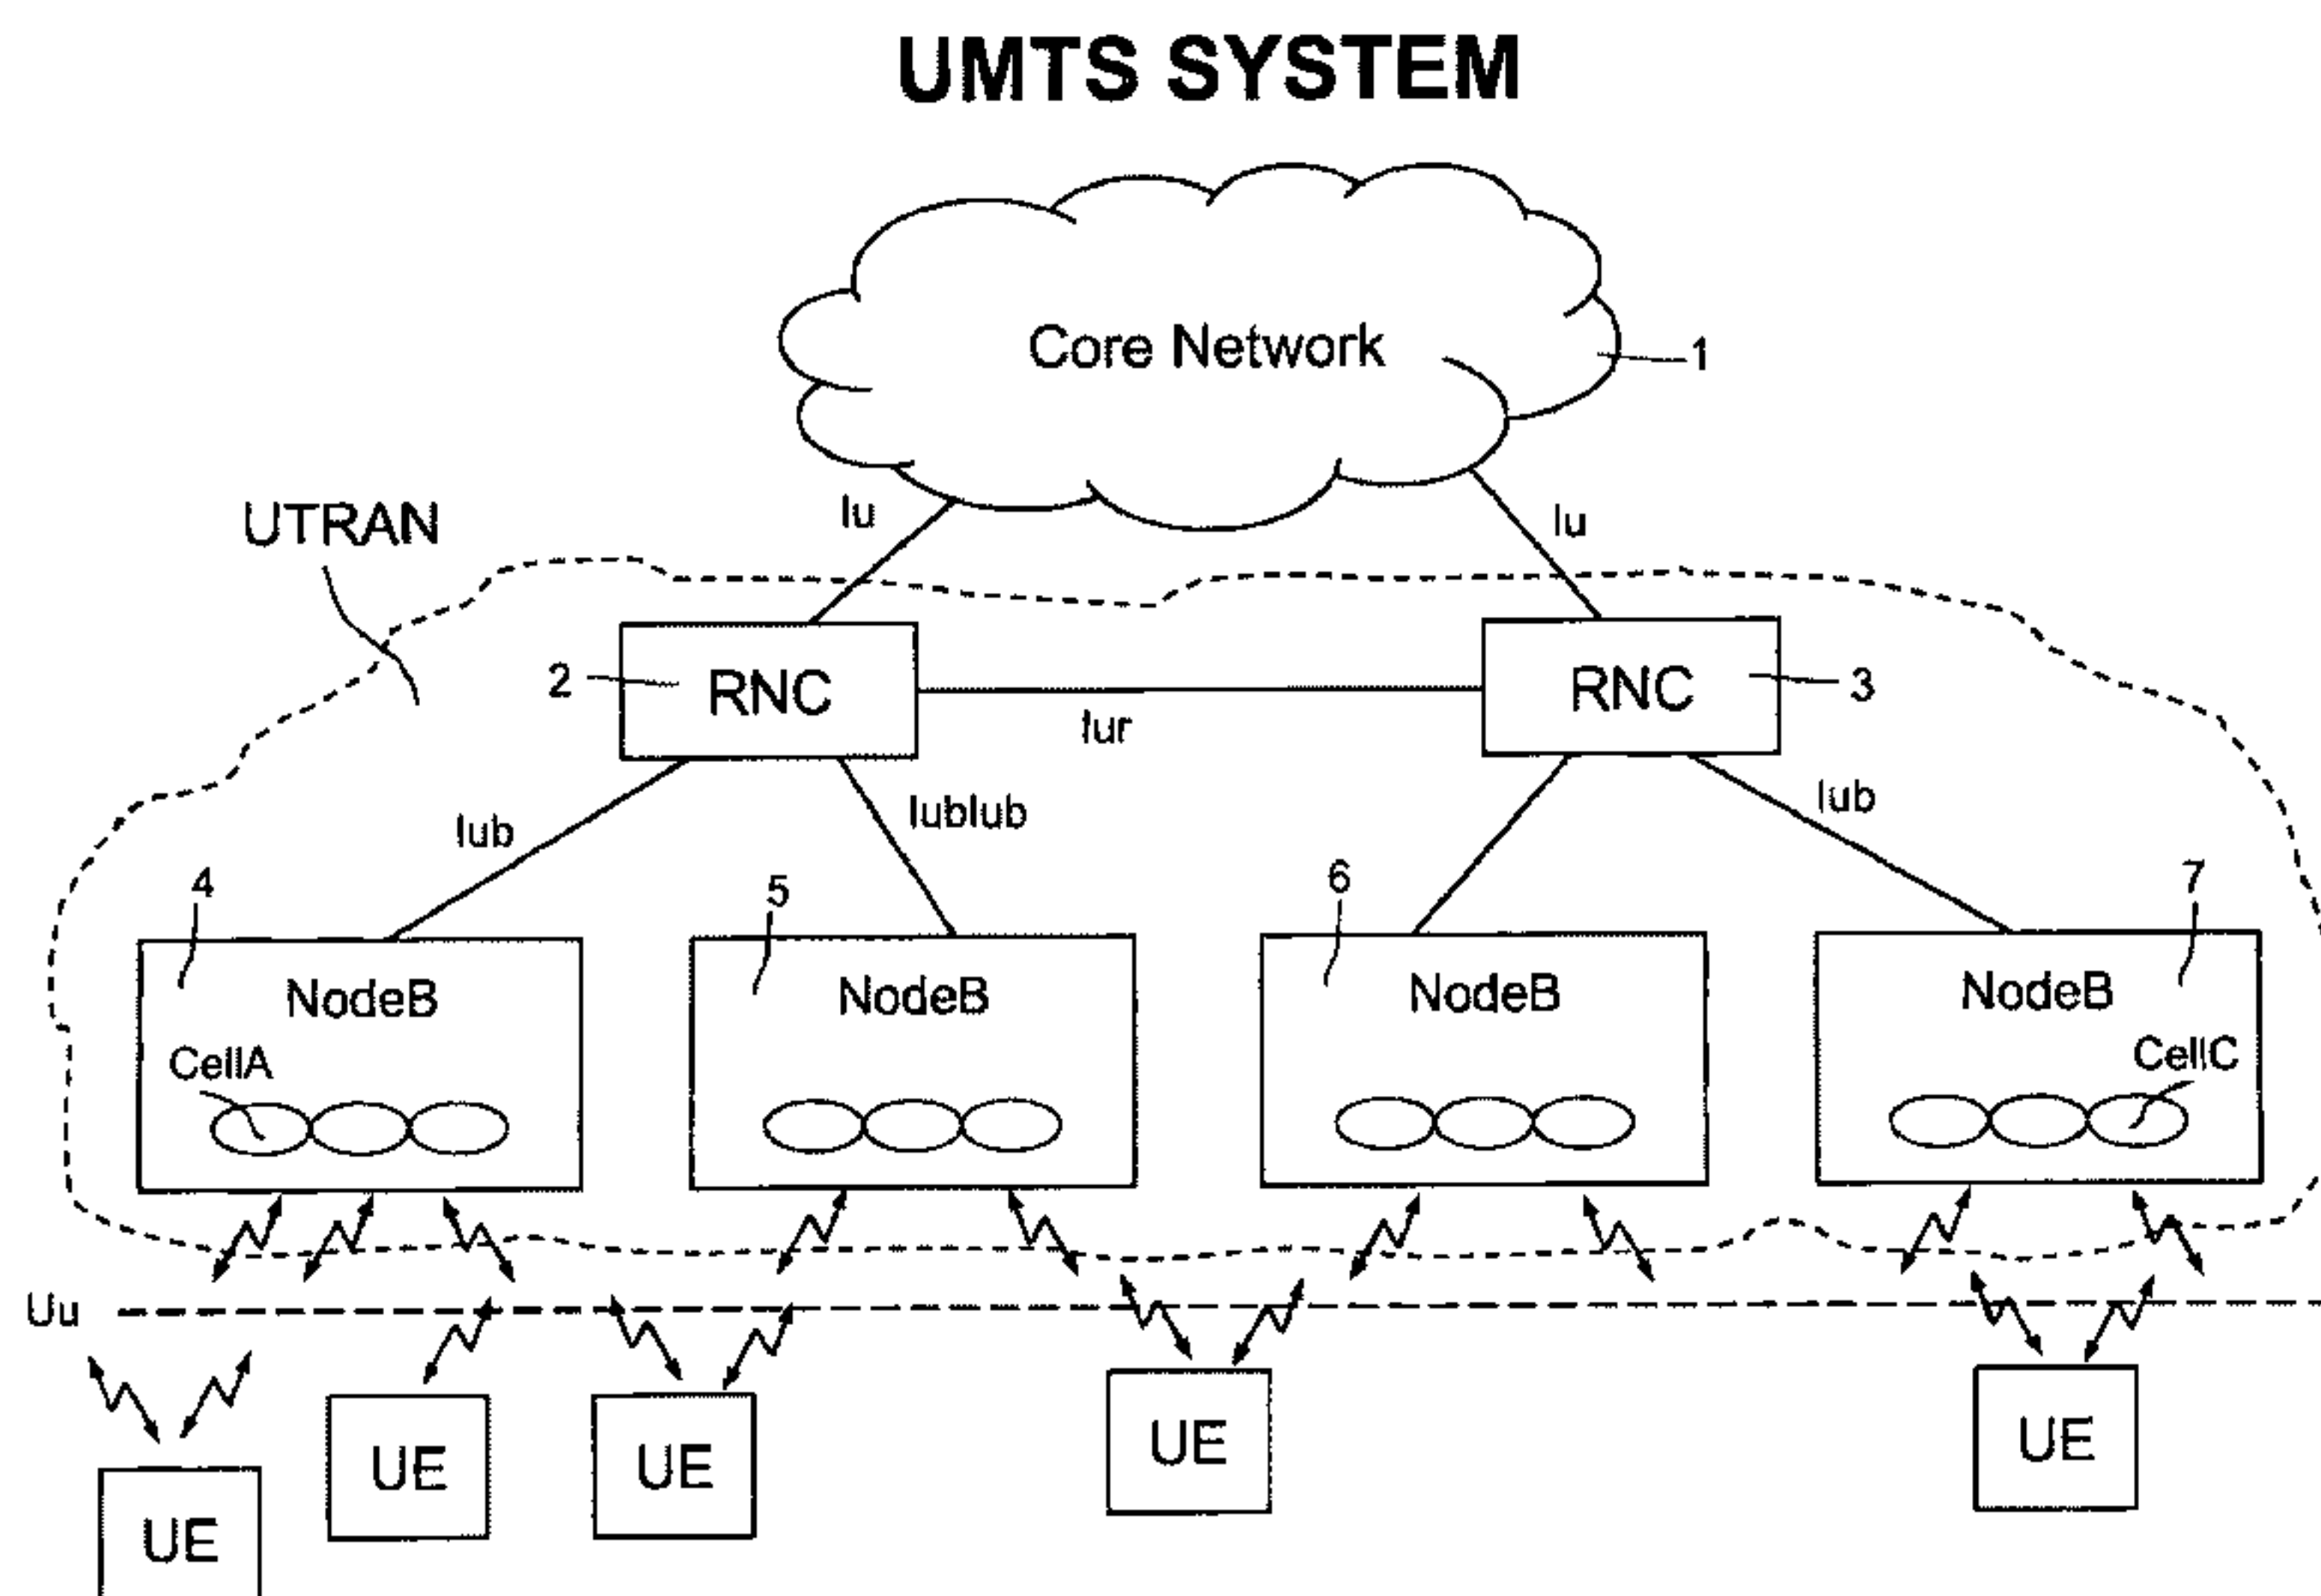 UMTS SYSTEM
Core Network
1
Iu
Iu
UTRAN
2
RNC
RNC
3
Iur
Iub
IubIub
Iub
4
5
6
7
NodeB
NodeB
NodeB
NodeB
CellA
CellC
Uu
UE
UE
UE
UE
UE